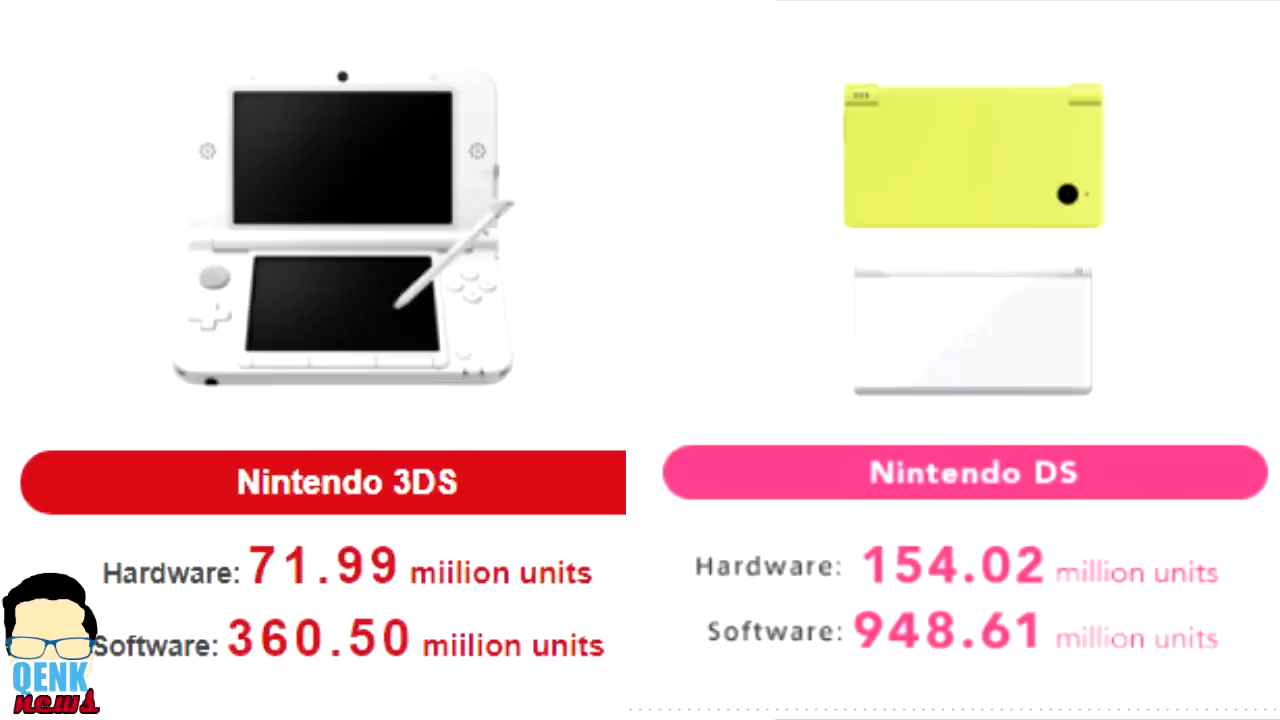 Nintendo 3DS
Hardware: 71.99 miilion units
Software: 360.50 miilion units
Nintendo DS
Hardware: 154.02 million units
Software: 948.61 million units
QENK
news